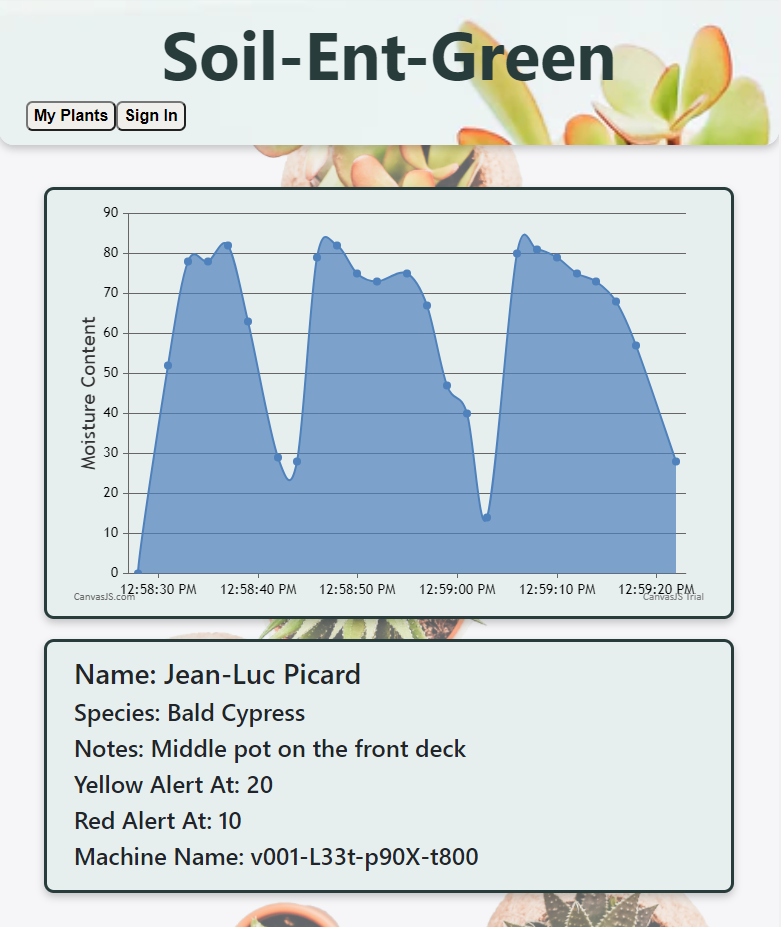 Soil-Ent-Green
My Plants Sign In
90
80
70
60
50
40
30
20
10
0
Moisture Content
12:58:30 PM 12:58:40 PM 12:58:50 PM 12:59:00 PM 12:59:10 PM 12:59:20 PM
CanvasJS.com CanvasJS Trial
Name: Jean-Luc Picard
Species: Bald Cypress
Notes: Middle pot on the front deck
Yellow Alert At: 20
Red Alert At: 10
Machine Name: v001-L33t-p90X-t800